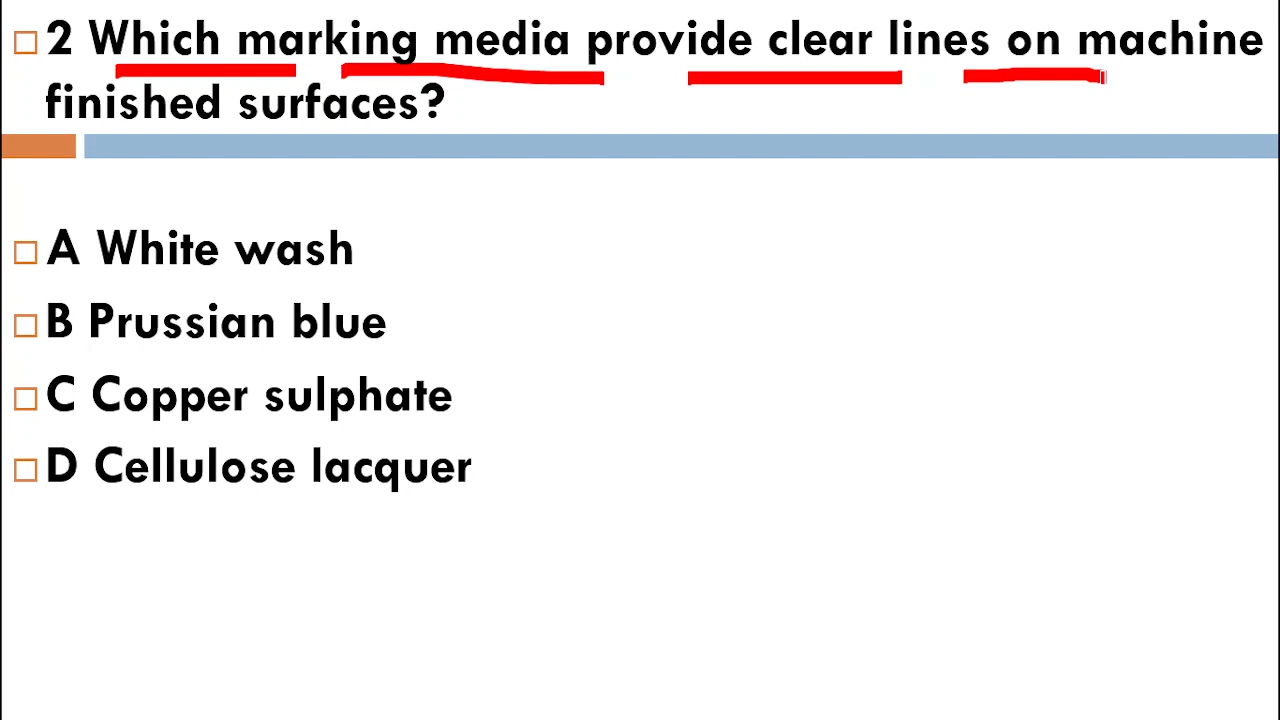 2 Which marking media provide clear lines on machine
finished surfaces?
A White wash
B Prussian blue
C Copper sulphate
D Cellulose lacquer